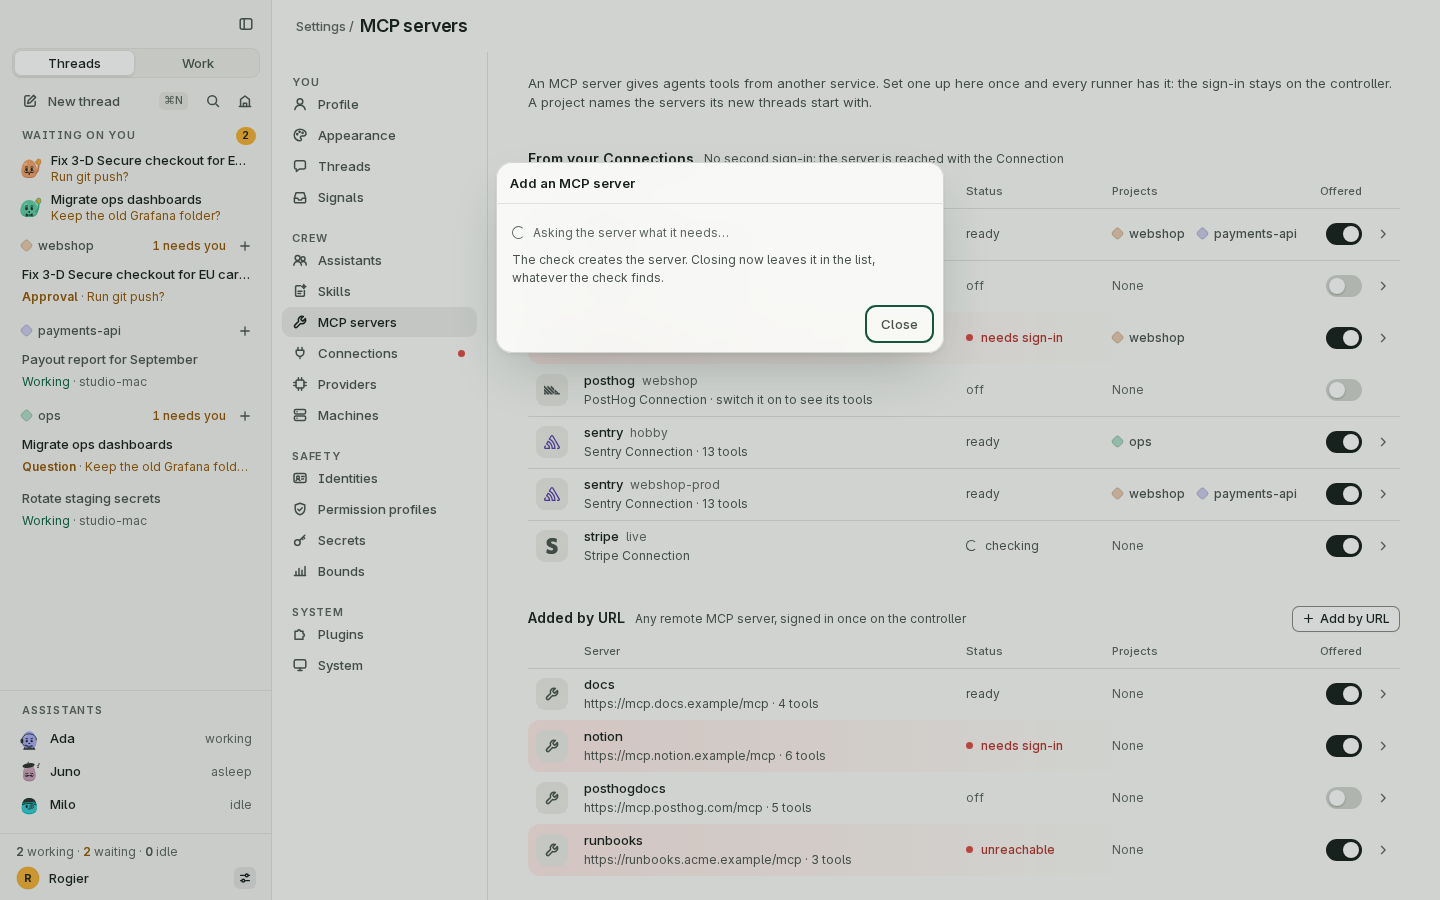 Settings / MCP servers
Threads
Work
New thread
⌘N
WAITING ON YOU
2
Fix 3-D Secure checkout for E…
Run git push?
Migrate ops dashboards
Keep the old Grafana folder?
webshop
1 needs you
Fix 3-D Secure checkout for EU car…
Approval · Run git push?
payments-api
Payout report for September
Working · studio-mac
ops
1 needs you
Migrate ops dashboards
Question · Keep the old Grafana fold…
Rotate staging secrets
Working · studio-mac
ASSISTANTS
Ada
working
Juno
asleep
Milo
idle
2 working · 2 waiting · 0 idle
R
Rogier
YOU
Profile
Appearance
Threads
Signals
CREW
Assistants
Skills
MCP servers
Connections
Providers
Machines
SAFETY
Identities
Permission profiles
Secrets
Bounds
SYSTEM
Plugins
System
An MCP server gives agents tools from another service. Set one up here once and every runner has it: the sign-in stays on the controller.
A project names the servers its new threads start with.
From your Connections
No second sign-in: the server is reached with the Connection
Status
Projects
Offered
ready
webshop
payments-api
off
None
needs sign-in
webshop
Add an MCP server
Asking the server what it needs…
The check creates the server. Closing now leaves it in the list,
whatever the check finds.
Close
posthog webshop
PostHog Connection · switch it on to see its tools
off
None
sentry hobby
Sentry Connection · 13 tools
ready
ops
sentry webshop-prod
Sentry Connection · 13 tools
ready
webshop
payments-api
stripe live
Stripe Connection
checking
None
Added by URL
Any remote MCP server, signed in once on the controller
Add by URL
Server
Status
Projects
Offered
docs
https://mcp.docs.example/mcp · 4 tools
ready
None
notion
https://mcp.notion.example/mcp · 6 tools
needs sign-in
None
posthogdocs
https://mcp.posthog.com/mcp · 5 tools
off
None
runbooks
https://runbooks.acme.example/mcp · 3 tools
unreachable
None